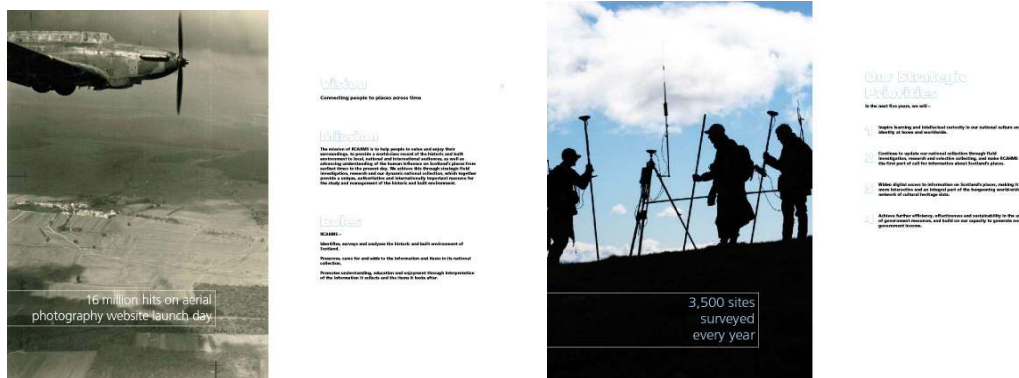 16 million hits on aerial
photography website launch day
Vision
Connecting people to places across time
Mission
The mission of RCAHMS is to help people to value and enjoy their
surroundings, to provide a world-class record of the historic and built
environment to local, national and international audiences, as well as
advancing understanding of the human influence on Scotland's places from
earliest times to the present day. We achieve this through strategic field
investigation, research and our dynamic national collection, which together
provide a unique, authoritative and internationally important resource for
the study and management of the historic and built environment.
Roles
RCAHMS –
Identifies, surveys and analyses the historic and built environment of
Scotland.
Preserves, cares for and adds to the information and items in its national
collection.
Promotes understanding, education and enjoyment through interpretation
of the information it collects and the items it looks after.
3,500 sites
surveyed
every year
Our Strategic
Priorities
In the next five years, we will –
1 Inspire learning and intellectual curiosity in our national culture
identity at home and worldwide.
2 Continue to update our national collection through field
investigation, research and selective collecting, and make RCAHMS
the first port of call for information about Scotland's places.
3 Widen digital access to information on Scotland's places, making it
more interactive and an integral part of the burgeoning world-wide
network of cultural heritage data.
4 Achieve further efficiency, effectiveness and sustainability in the
of government resources, and build on our capacity to generate
government income.